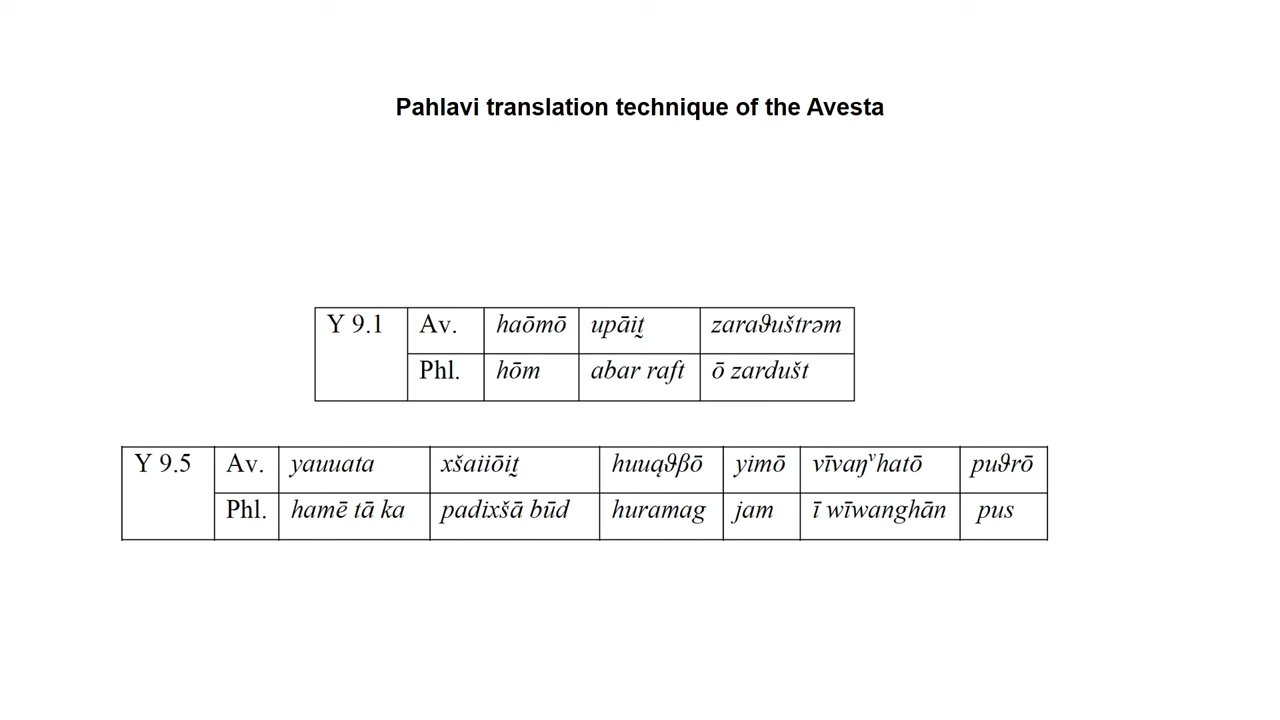 Pahlavi translation technique of the Avesta
Y 9.1 Av. haōmō upāit̰ zaraϑuštrəm
Phl. hōm abar raft ō zardušt
Y 9.5 Av. yauuata xšaiiōit̰ huuąϑβō yimō vīvaŋᵛhatō puϑrō
Phl. hamē tā ka padixšā būd huramag jam ī wīwanghān pus